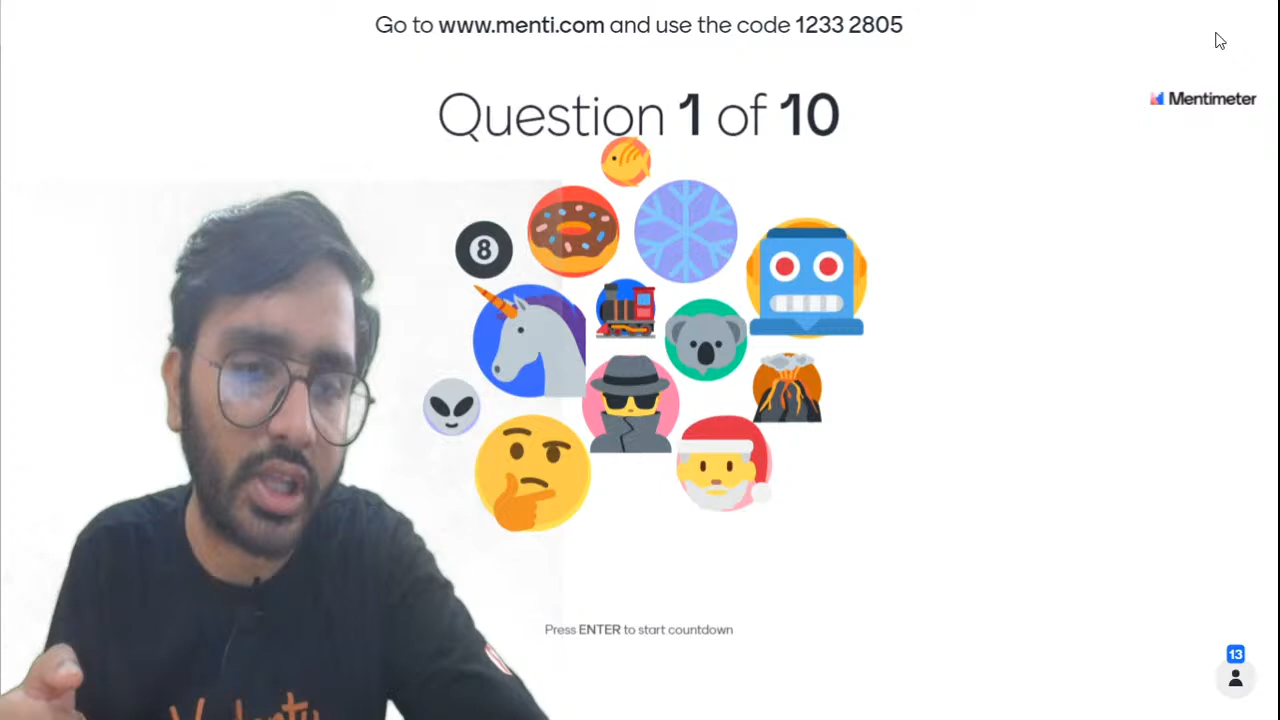 Go to www.menti.com and use the code 1233 2805
Mentimeter
Question 1 of 10
8
Press ENTER to start countdown
13